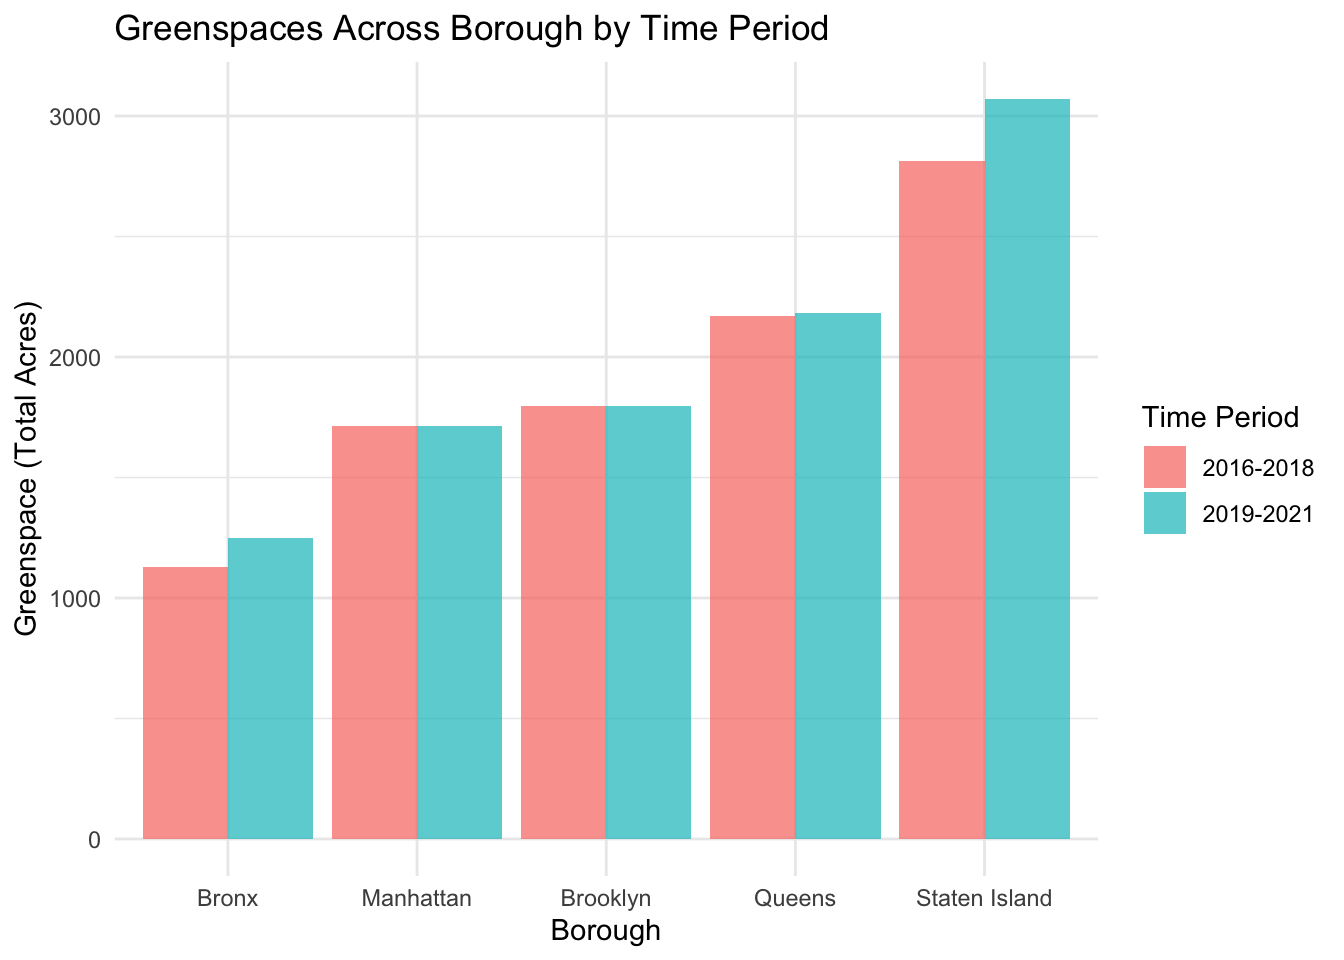 Greenspaces Across Borough by Time Period
Greenspace (Total Acres)
3000
2000
1000
0
Bronx
Manhattan
Brooklyn
Queens
Staten Island
Borough
Time Period
2016-2018
2019-2021